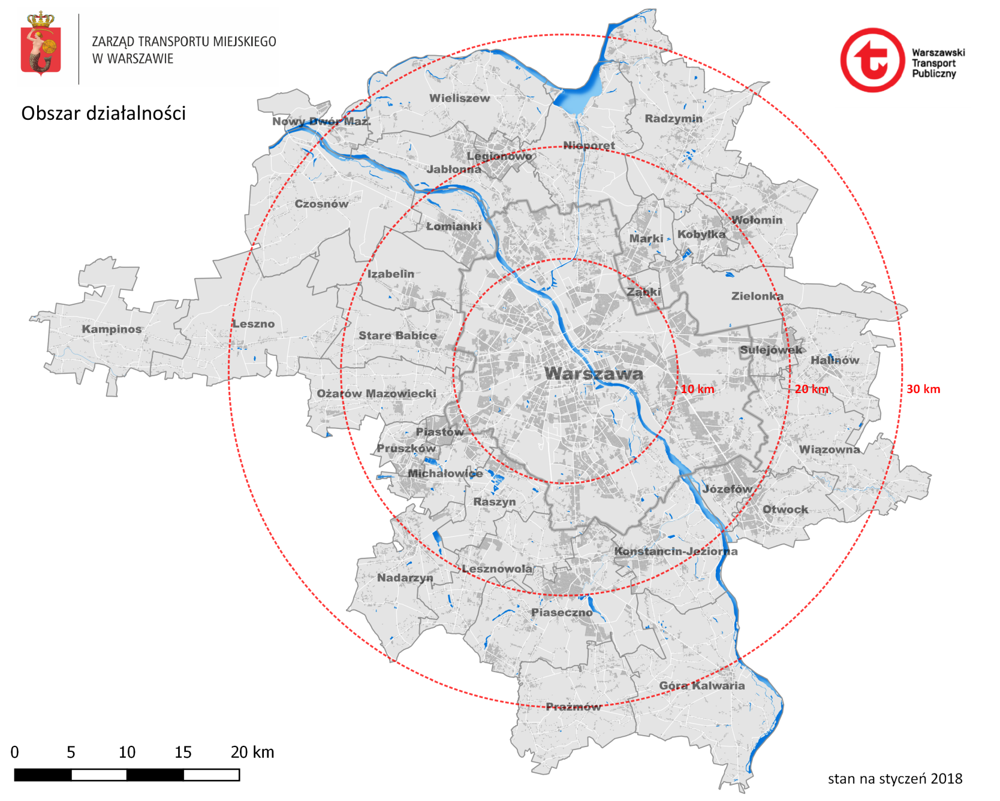 ZARZĄD TRANSPORTU MIEJSKIEGO
W WARSZAWIE
Warszawski
Transport
Publiczny
Obszar działalności
Wieliszew
Radzymin
Nowy Dwór Maz.
Nieporęt
Legionowo
Jabłonna
Czosnów
Wołomin
Łomianki
Kobyłka
Marki
Izabelin
Ząbki
Zielonka
Leszno
Kampinos
Stare Babice
Sulejówek
Halinów
Warszawa
10 km
20 km
30 km
Ożarów Mazowiecki
Piastów
Pruszków
Wiązowna
Michałowice
Józefów
Raszyn
Otwock
Konstancin-Jeziorna
Lesznowola
Nadarzyn
Piaseczno
Góra Kalwaria
Prażmów
0 5 10 15 20 km
stan na styczeń 2018